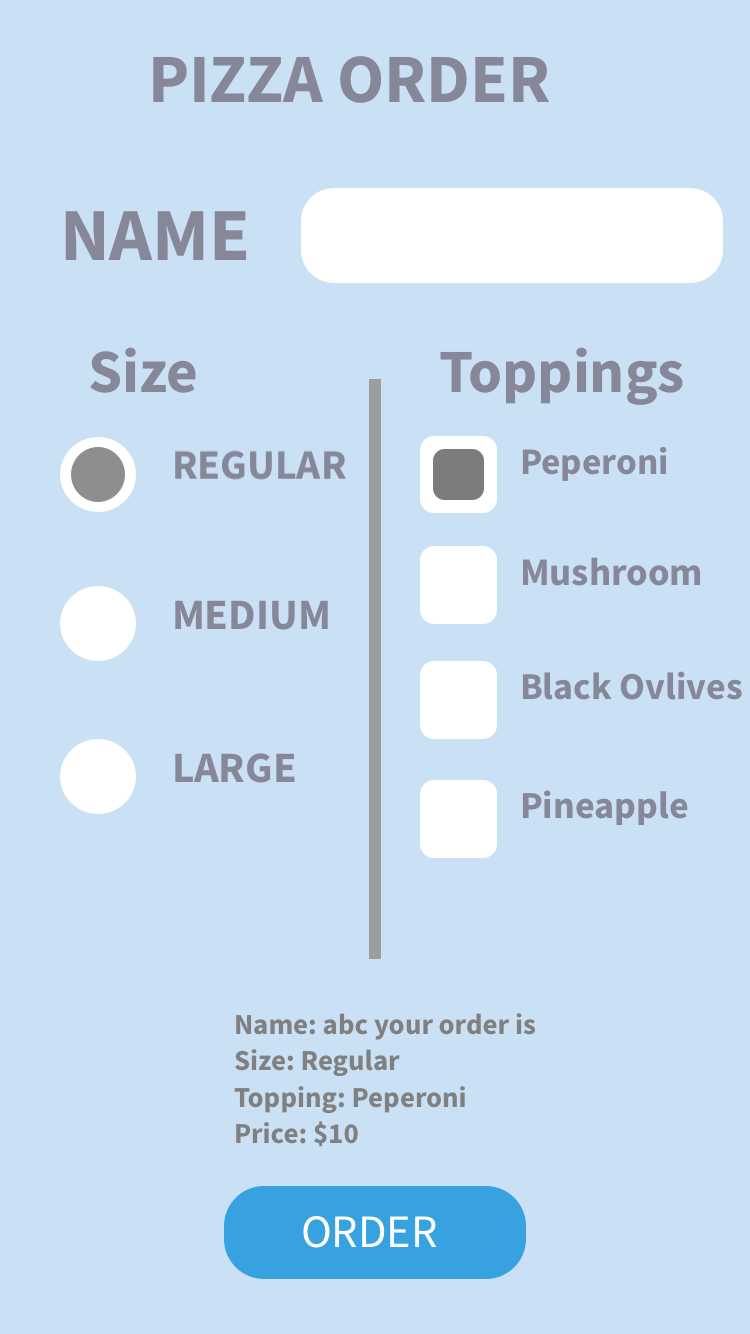 PIZZA ORDER
NAME
Size
REGULAR
MEDIUM
LARGE
Toppings
Peperoni
Mushroom
Black Ovlives
Pineapple
Name: abc your order is
Size: Regular
Topping: Peperoni
Price: $10
ORDER